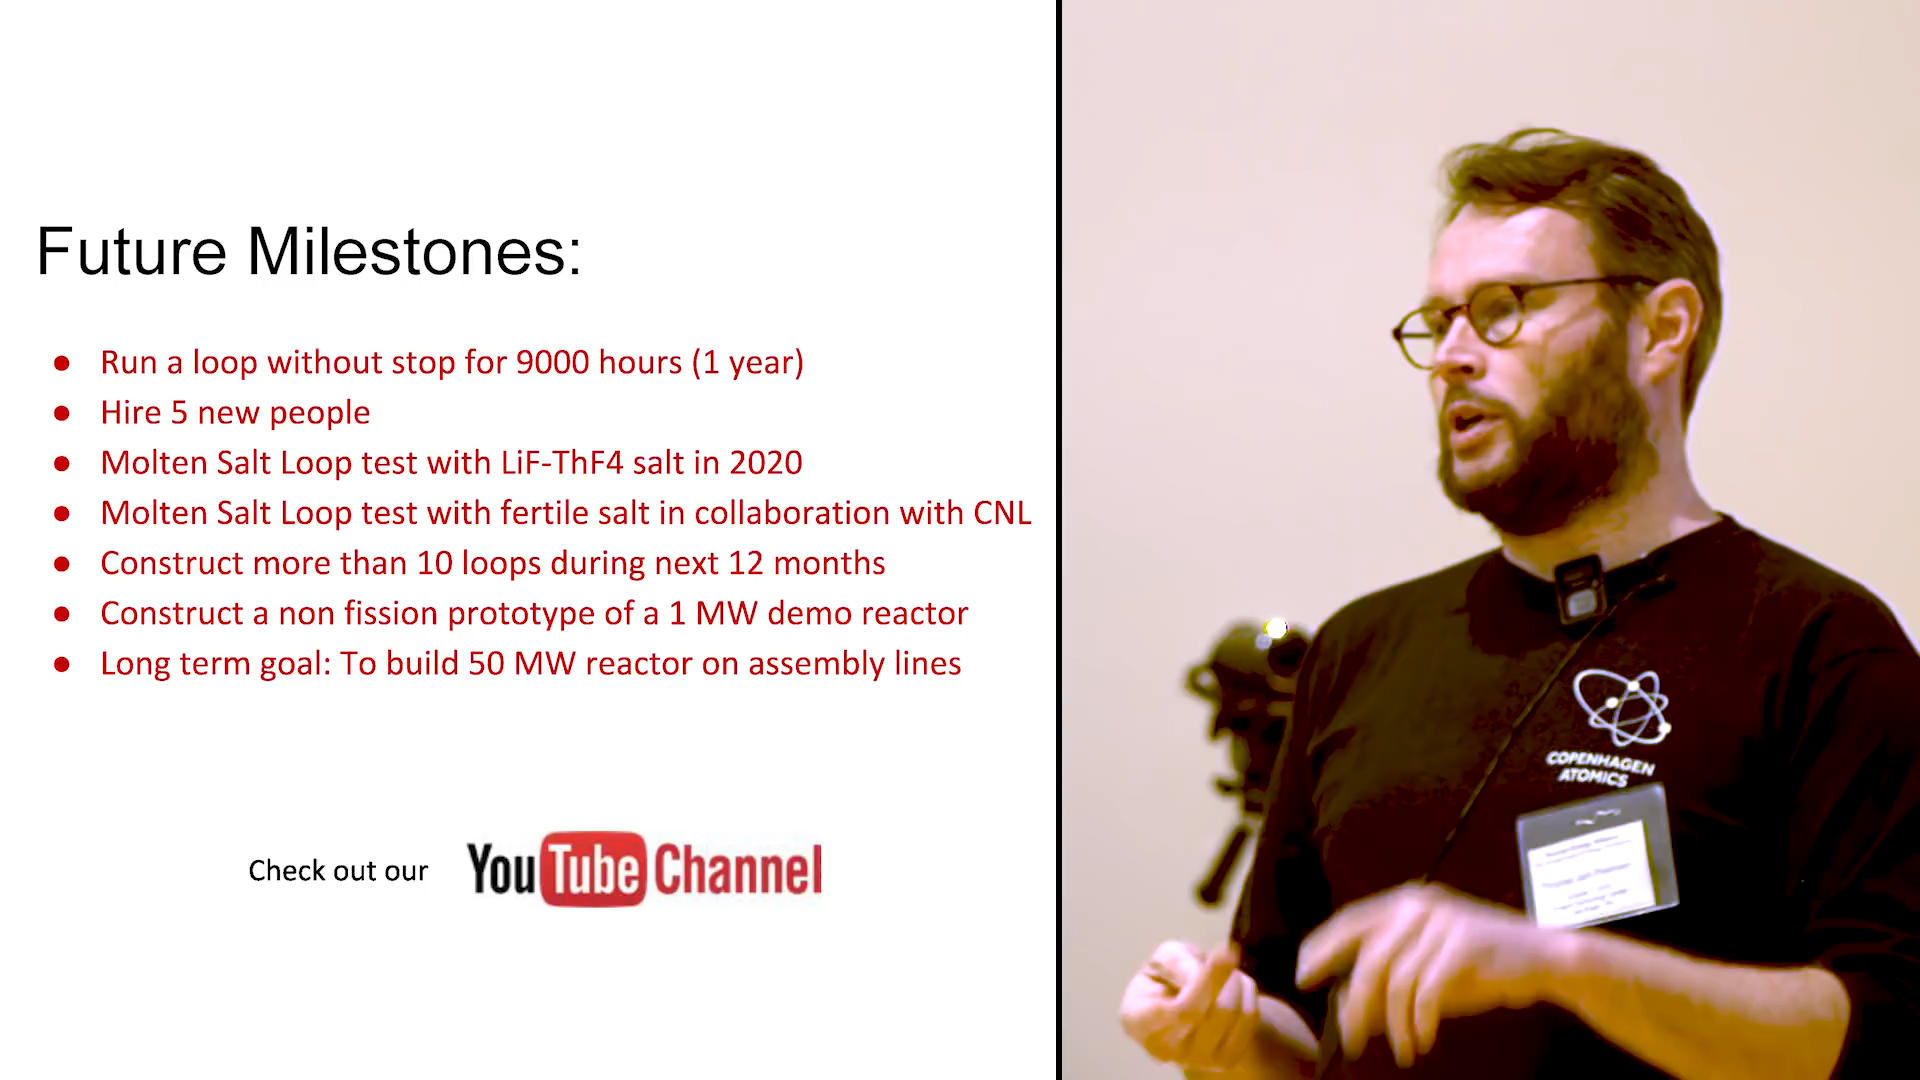 Future Milestones:
● Run a loop without stop for 9000 hours (1 year)
● Hire 5 new people
● Molten Salt Loop test with LiF-ThF4 salt in 2020
● Molten Salt Loop test with fertile salt in collaboration with CNL
● Construct more than 10 loops during next 12 months
● Construct a non fission prototype of a 1 MW demo reactor
● Long term goal: To build 50 MW reactor on assembly lines
Check out our YouTube Channel
COPENHAGEN
ATOMICS